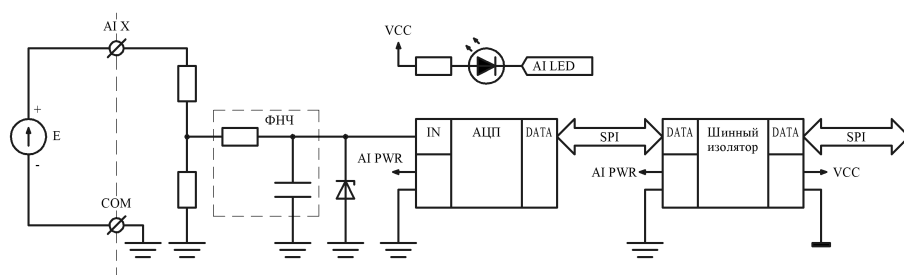 AI X
VCC
AI LED
+
E
-
ФНЧ
IN
АЦП
DATA
SPI
DATA
Шинный
изолятор
DATA
SPI
AI PWR
AI PWR
VCC
COM